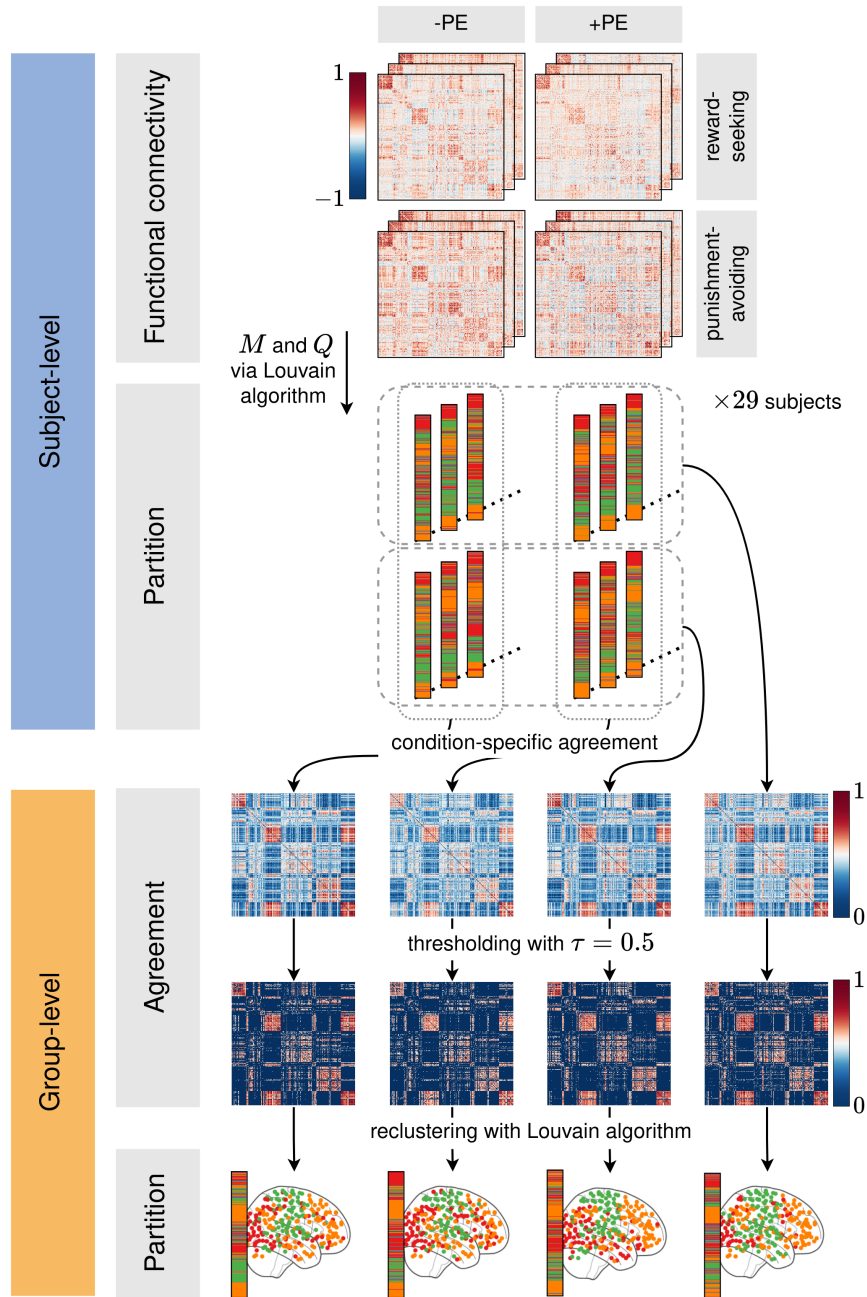 -PE
+PE
Subject-level
Functional connectivity
1
−1
reward-
seeking
punishment-
avoiding
M and Q
via Louvain
algorithm
Partition
×29 subjects
condition-specific agreement
Group-level
Agreement
1
0
thresholding with τ = 0.5
1
0
reclustering with Louvain algorithm
Partition